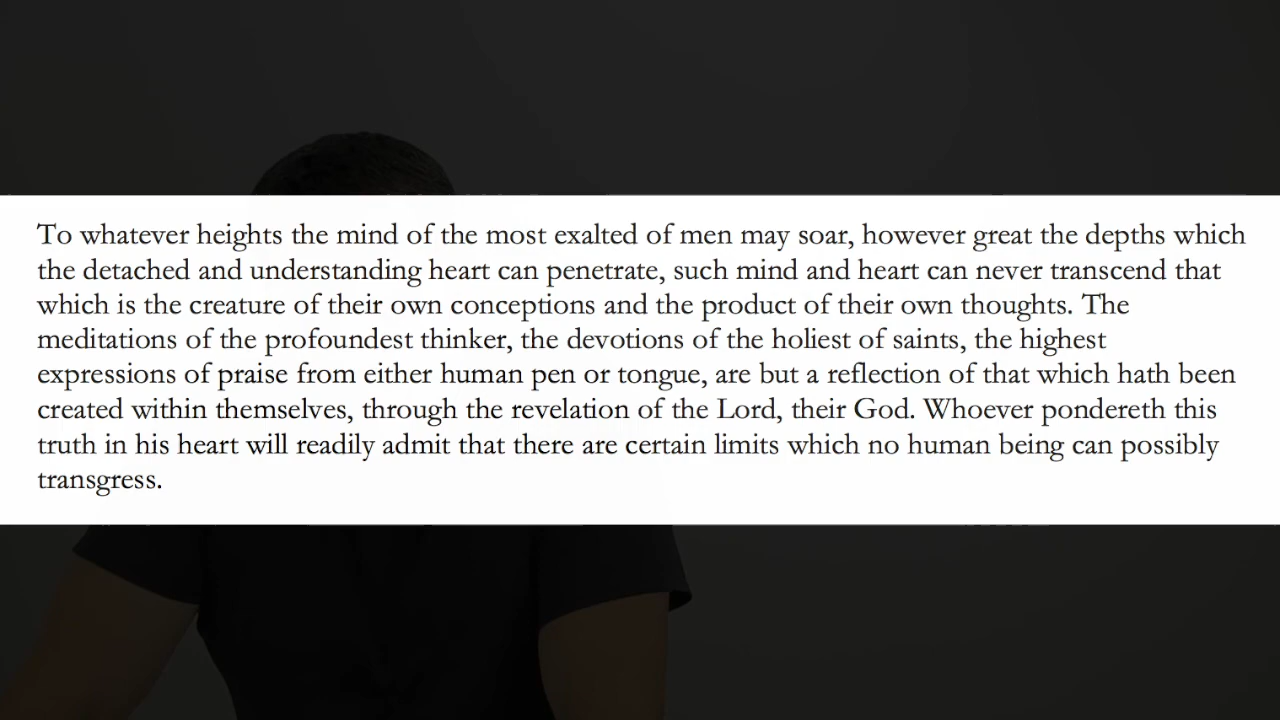 To whatever heights the mind of the most exalted of men may soar, however great the depths which
the detached and understanding heart can penetrate, such mind and heart can never transcend that
which is the creature of their own conceptions and the product of their own thoughts. The
meditations of the profoundest thinker, the devotions of the holiest of saints, the highest
expressions of praise from either human pen or tongue, are but a reflection of that which hath been
created within themselves, through the revelation of the Lord, their God. Whoever pondereth this
truth in his heart will readily admit that there are certain limits which no human being can possibly
transgress.